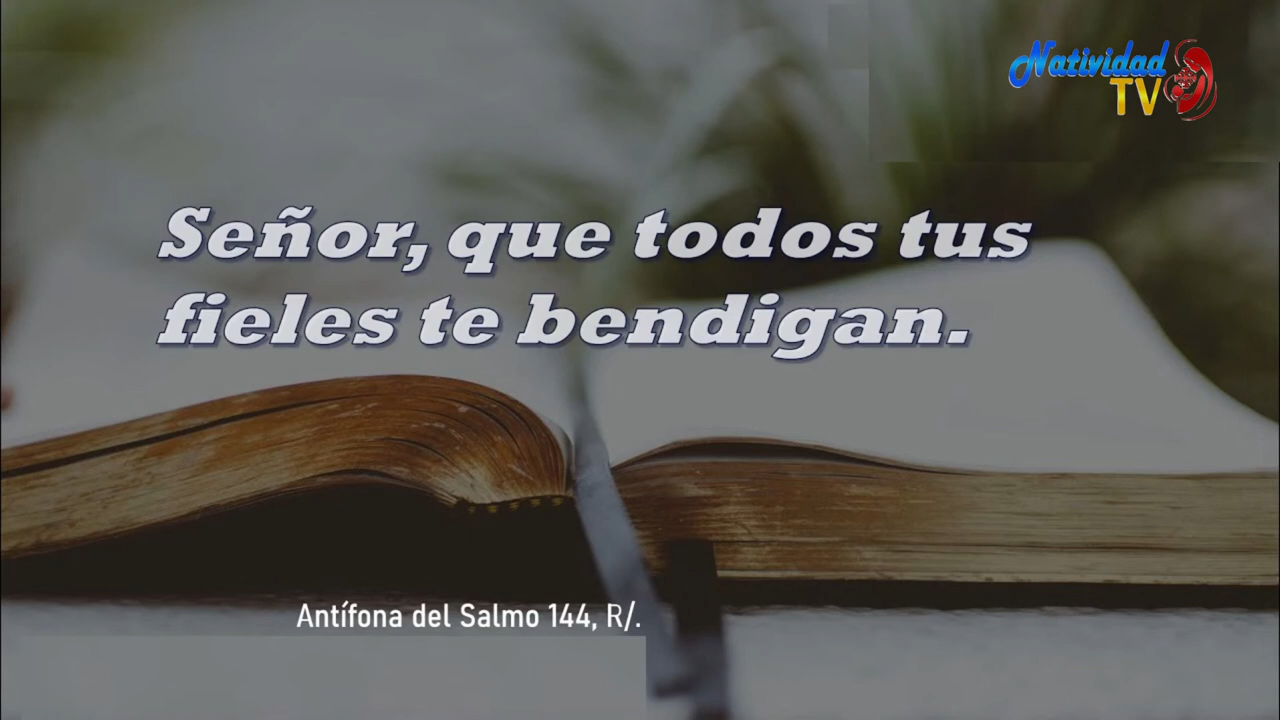 Natividad
TV
Señor, que todos tus
fieles te bendigan.
Antífona del Salmo 144, R/.